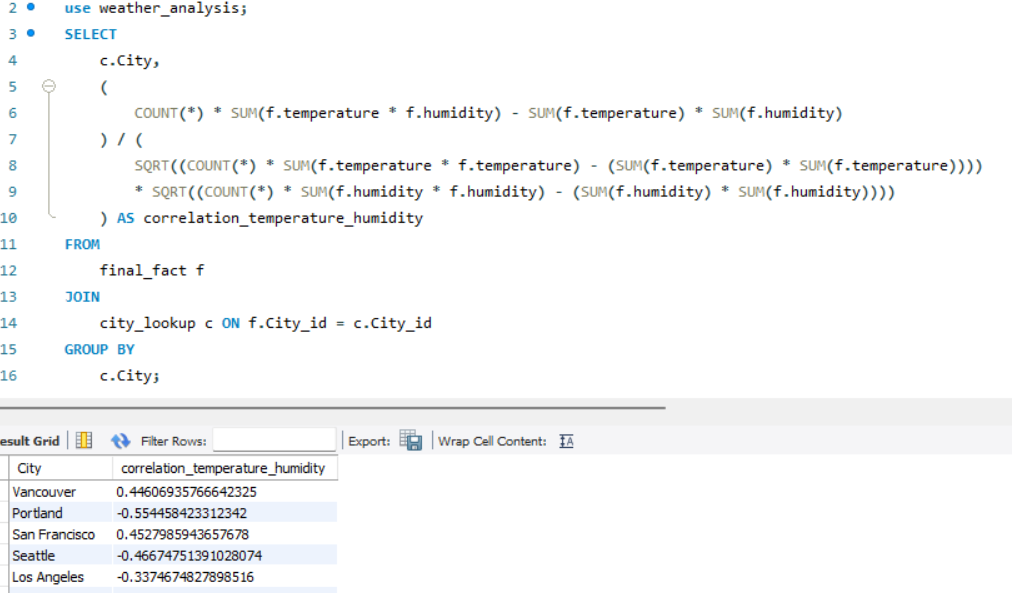 2 use weather_analysis;
3 SELECT
4 c.City,
5 (
6 COUNT(*) * SUM(f.temperature * f.humidity) - SUM(f.temperature) * SUM(f.humidity)
7 ) / (
8 SQRT((COUNT(*) * SUM(f.temperature * f.temperature) - (SUM(f.temperature) * SUM(f.temperature))))
9 * SQRT((COUNT(*) * SUM(f.humidity * f.humidity) - (SUM(f.humidity) * SUM(f.humidity))))
10 ) AS correlation_temperature_humidity
11 FROM
12 final_fact f
13 JOIN
14 city_lookup c ON f.City_id = c.City_id
15 GROUP BY
16 c.City;
esult Grid Filter Rows: Export: Wrap Cell Content: IA
City correlation_temperature_humidity
Vancouver 0.44606935766642325
Portland -0.554458423312342
San Francisco 0.4527985943657678
Seattle -0.46674751391028074
Los Angeles -0.3374674827898516